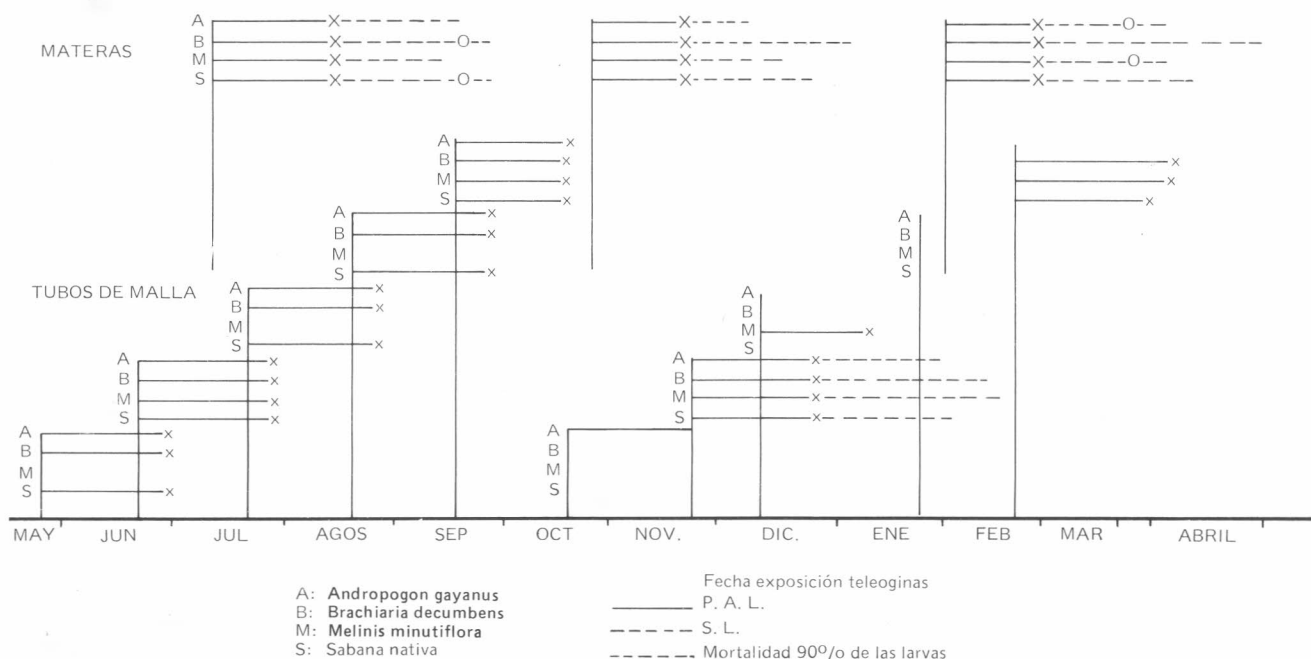 MATERAS
A X
B X O
M X
S X O
X
X
X
X
X O
X
X O
X
A x
B x
M x
S x
x
x
x
A x
B x
M
S x
A
B
M
S
TUBOS DE MALLA
A x
B x
M
S x
A
B
M x
S
A x
B x
M x
S x
A x
B x
M x
S x
A x
B x
M
S x
A
B
M
S
MAY JUN JUL AGOS SEP OCT NOV. DIC. ENE FEB MAR ABRIL
A: Andropogon gayanus
B: Brachiaria decumbens
M: Melinis minutiflora
S: Sabana nativa
Fecha exposición teleoginas
P. A. L.
S. L.
Mortalidad 90º/o de las larvas